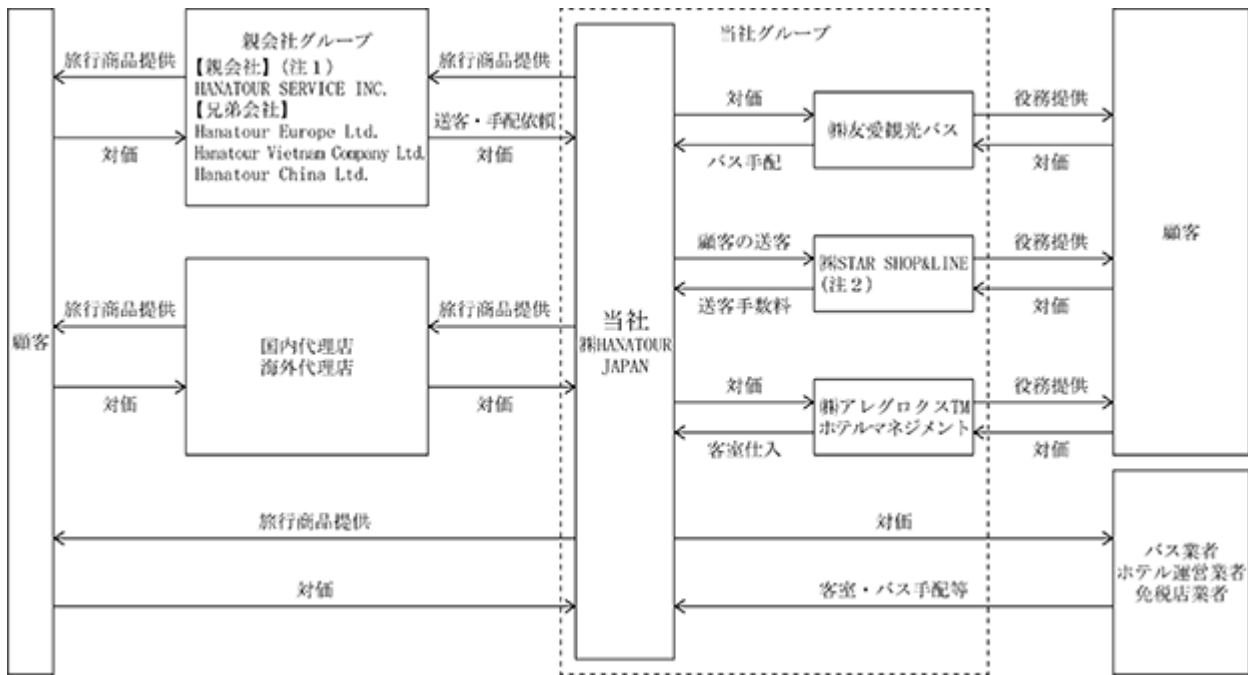 顧客
旅行商品提供
対価
親会社グループ
【親会社】(注1)
HANATOUR SERVICE INC.
【兄弟会社】
Hanatour Europe Ltd.
Hanatour Vietnam Company Ltd.
Hanatour China Ltd.
旅行商品提供
送客・手配依頼
対価
旅行商品提供
対価
国内代理店
海外代理店
旅行商品提供
対価
旅行商品提供
対価
当社グループ
当社
㈱HANATOUR
JAPAN
対価
バス手配
㈱友愛観光バス
役務提供
対価
顧客の送客
送客手数料
㈱STAR SHOP&LINE
(注2)
役務提供
対価
対価
客室仕入
㈱アレグロクスTM
ホテルマネジメント
役務提供
対価
顧客
対価
客室・バス手配等
バス業者
ホテル運営業者
免税店業者